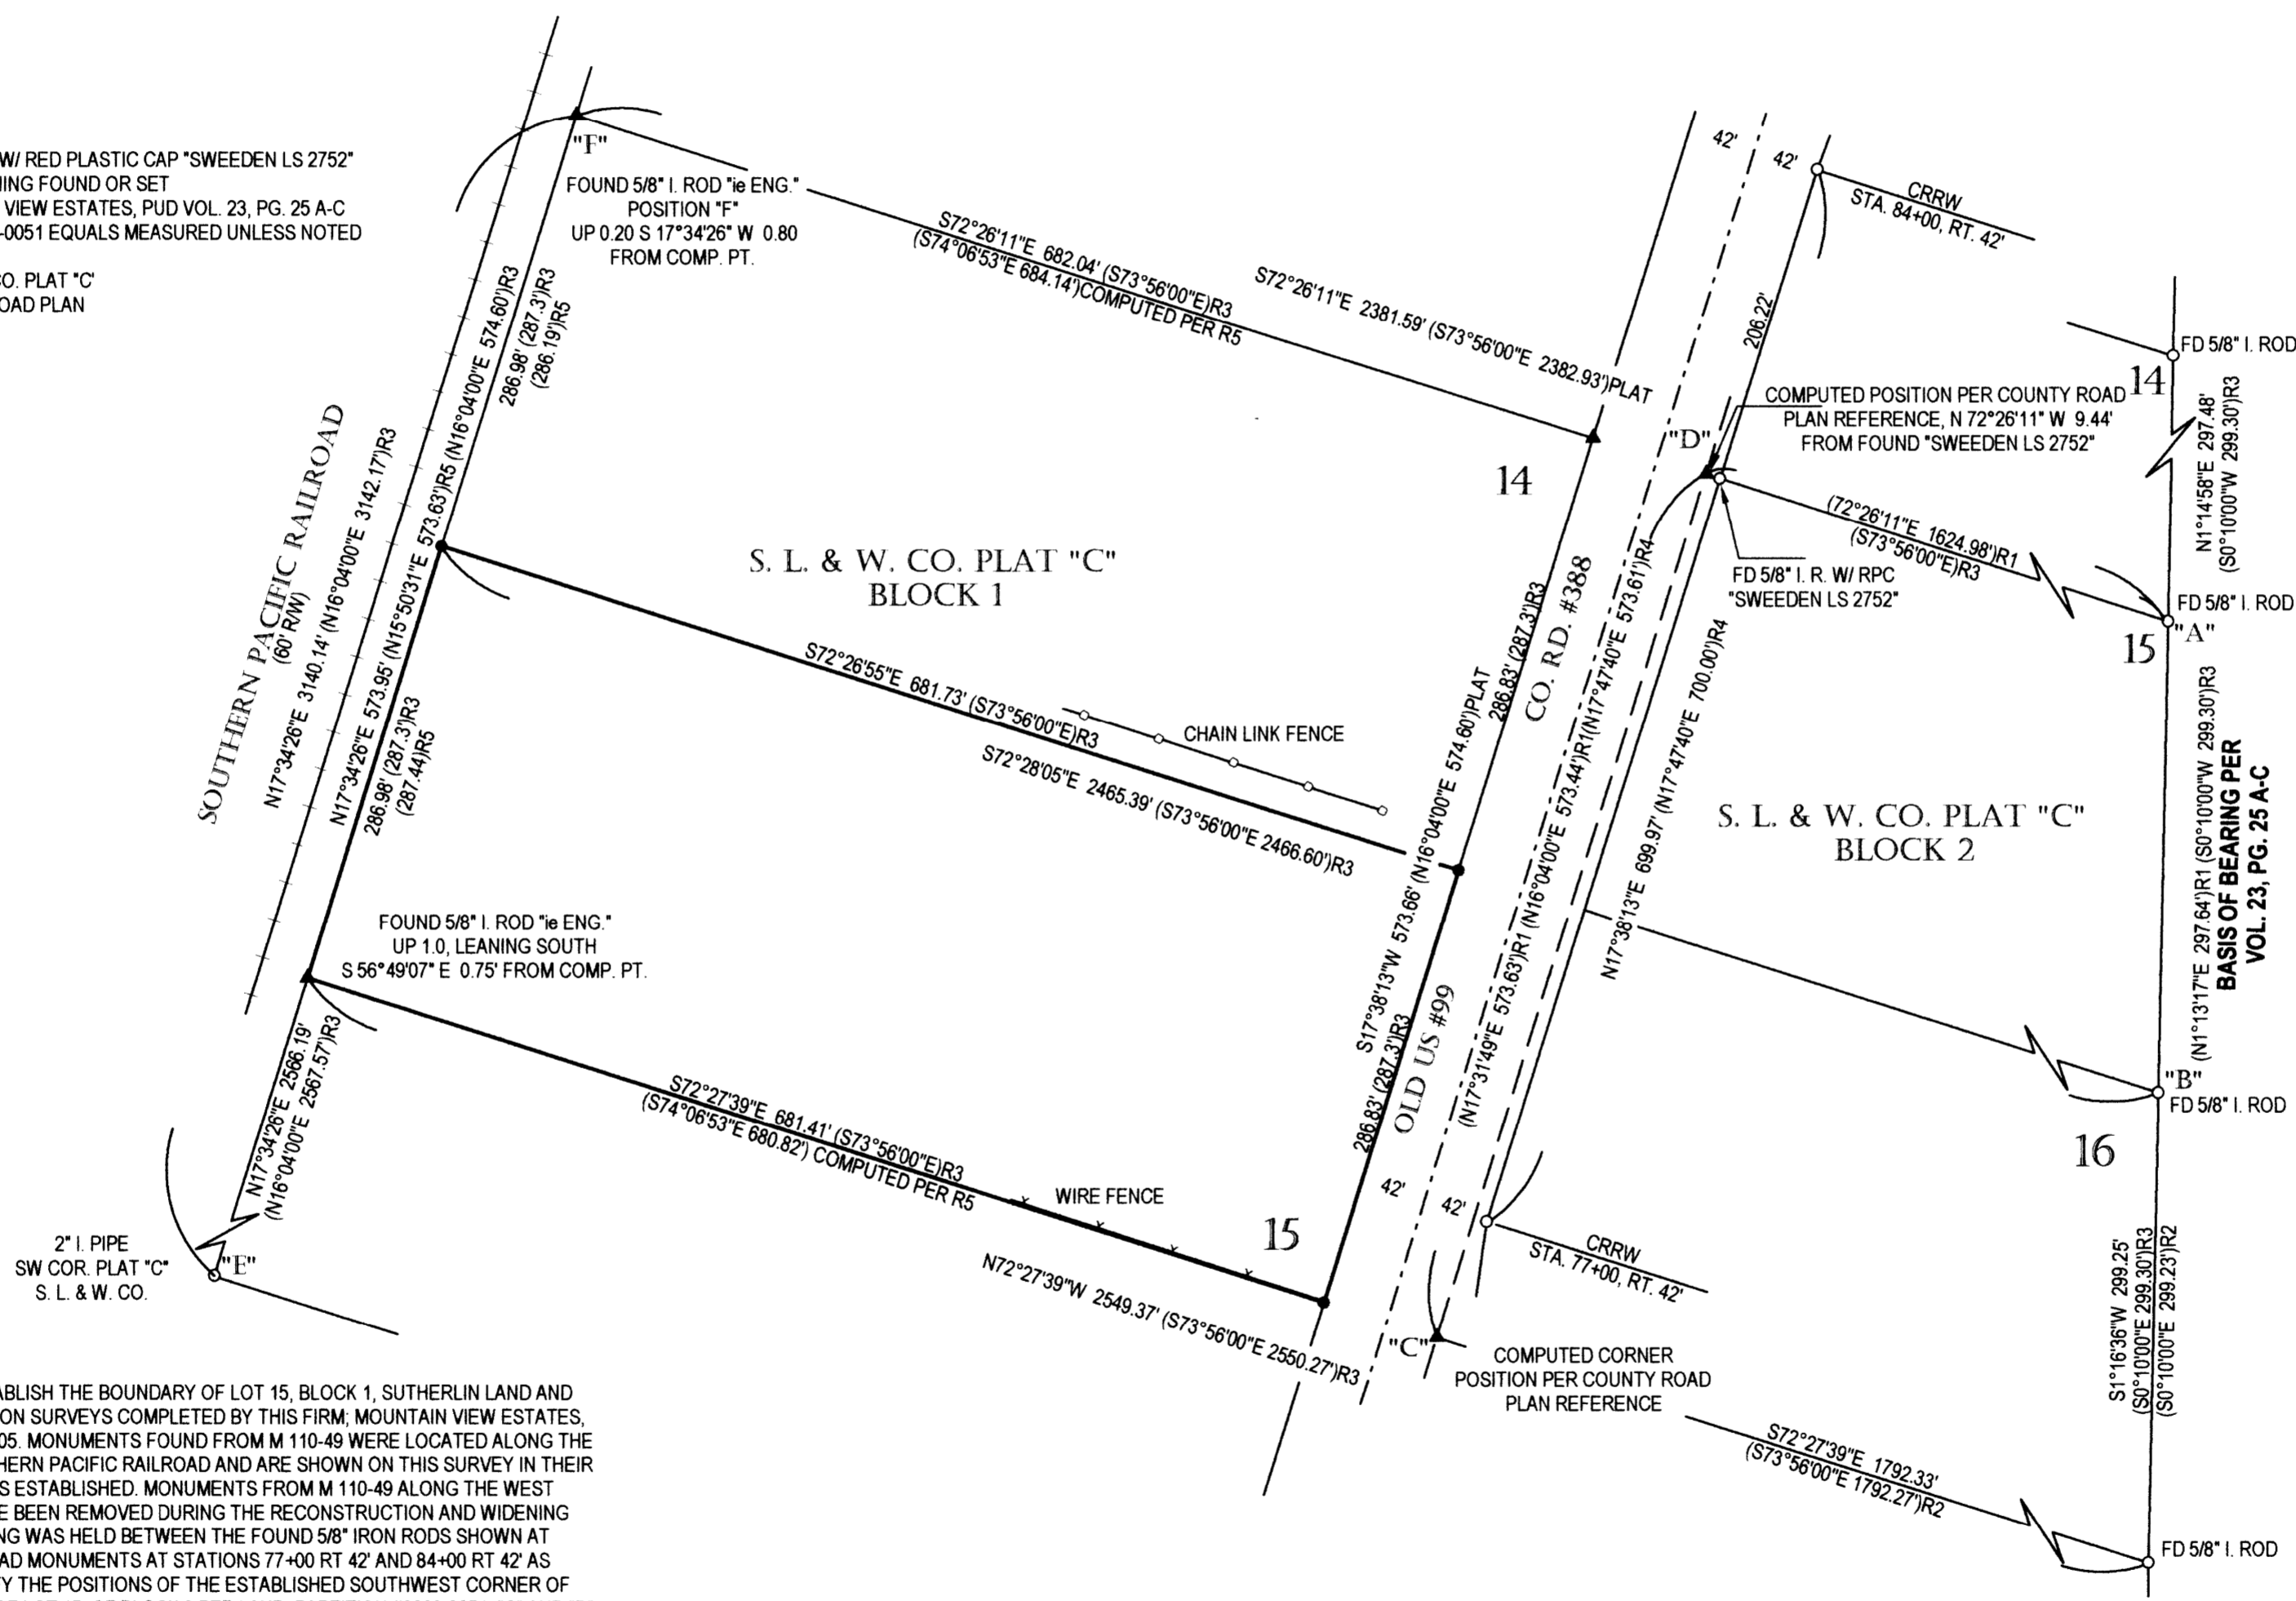 W/ RED PLASTIC CAP "SWEEDEN LS 2752"
HING FOUND OR SET
VIEW ESTATES, PUD VOL. 23, PG. 25 A-C
-0051 EQUALS MEASURED UNLESS NOTED
CO. PLAT "C"
OAD PLAN
"F"
FOUND 5/8" I. ROD "ie ENG."
POSITION "F"
UP 0.20 S 17°34'26" W 0.80
FROM COMP. PT.
S72°26'11"E 682.04' (S73°56'00"E)R3
(S74°06'53"E 684.14')COMPUTED PER R5
S72°26'11"E 2381.59' (S73°56'00"E 2382.93')PLAT
42'
42'
CRRW
STA. 84+00, RT. 42'
206.22'
FD 5/8" I. ROD
14
N1°14'58"E 297.48'
(S0°10'00"W 299.30')R3
COMPUTED POSITION PER COUNTY ROAD
PLAN REFERENCE, N 72°26'11" W 9.44'
FROM FOUND "SWEEDEN LS 2752"
"D"
14
286.98' (287.3')R3
(286.19')R5
SOUTHERN PACIFIC RAILROAD
(60' R/W)
N17°34'26"E 3140.14' (N16°04'00"E 3142.17')R3
N17°34'26"E 573.95' (N15°50'31"E 573.63')R5 (N16°04'00"E 574.60')R3
286.98' (287.3')R3
(287.44)R5
S. L. & W. CO. PLAT "C"
BLOCK 1
(72°26'11"E 1624.98')R1
(S73°56'00"E)R3
FD 5/8" I. R. W/ RPC
"SWEEDEN LS 2752"
FD 5/8" I. ROD
"A"
15
S72°26'55"E 681.73' (S73°56'00"E)R3
CHAIN LINK FENCE
S72°28'05"E 2465.39' (S73°56'00"E 2466.60')R3
286.83' (287.3')R3
S17°38'13"W 573.66' (N16°04'00"E 574.60')PLAT
286.83' (287.3')R3
CO. RD. #388
OLD US #99
(N17°31'49"E 573.63')R1 (N16°04'00"E 573.44')R1(N17°47'40"E 573.61')R4
N17°38'13"E 699.97' (N17°47'40"E 700.00')R4
S. L. & W. CO. PLAT "C"
BLOCK 2
(N1°13'17"E 297.64')R1 (S0°10'00"W 299.30')R3
BASIS OF BEARING PER
VOL. 23, PG. 25 A-C
FOUND 5/8" I. ROD "ie ENG."
UP 1.0, LEANING SOUTH
S 56°49'07" E 0.75' FROM COMP. PT.
N17°34'26"E 2566.19'
(N16°04'00"E 2567.57')R3
S72°27'39"E 681.41' (S73°56'00"E)R3
(S74°06'53"E 680.82') COMPUTED PER R5
WIRE FENCE
15
42'
42'
"B"
FD 5/8" I. ROD
16
2" I. PIPE
SW COR. PLAT "C"
S. L. & W. CO.
"E"
N72°27'39"W 2549.37' (S73°56'00"E 2550.27')R3
CRRW
STA. 77+00, RT. 42'
"C"
COMPUTED CORNER
POSITION PER COUNTY ROAD
PLAN REFERENCE
S1°16'36"W 299.25'
(S0°10'00"E 299.30')R3
(S0°10'00"E 299.23')R2
S72°27'39"E 1792.33'
(S73°56'00"E 1792.27')R2
FD 5/8" I. ROD
ABLISH THE BOUNDARY OF LOT 15, BLOCK 1, SUTHERLIN LAND AND
ON SURVEYS COMPLETED BY THIS FIRM; MOUNTAIN VIEW ESTATES,
05. MONUMENTS FOUND FROM M 110-49 WERE LOCATED ALONG THE
HERN PACIFIC RAILROAD AND ARE SHOWN ON THIS SURVEY IN THEIR
S ESTABLISHED. MONUMENTS FROM M 110-49 ALONG THE WEST
E BEEN REMOVED DURING THE RECONSTRUCTION AND WIDENING
NG WAS HELD BETWEEN THE FOUND 5/8" IRON RODS SHOWN AT
AD MONUMENTS AT STATIONS 77+00 RT 42' AND 84+00 RT 42' AS
Y THE POSITIONS OF THE ESTABLISHED SOUTHWEST CORNER OF